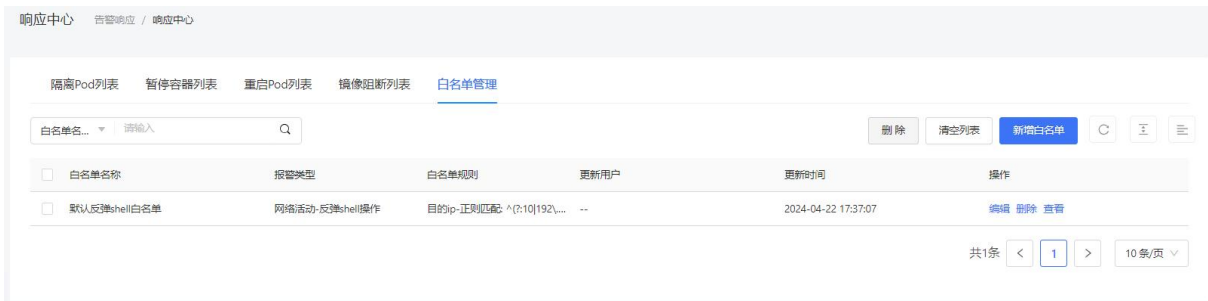 响应中心 告警响应 / 响应中心
隔离Pod列表 暂停容器列表 重启Pod列表 镜像阻断列表 白名单管理
白名单名... 请输入 删 除 清空列表 新增白名单
白名单名称 报警类型 白名单规则 更新用户 更新时间 操作
默认反弹shell白名单 网络活动-反弹shell操作 目的ip-正则匹配: ^(?:10|192\.... -- 2024-04-22 17:37:07 编辑 删除 查看
共1条 < 1 > 10 条/页